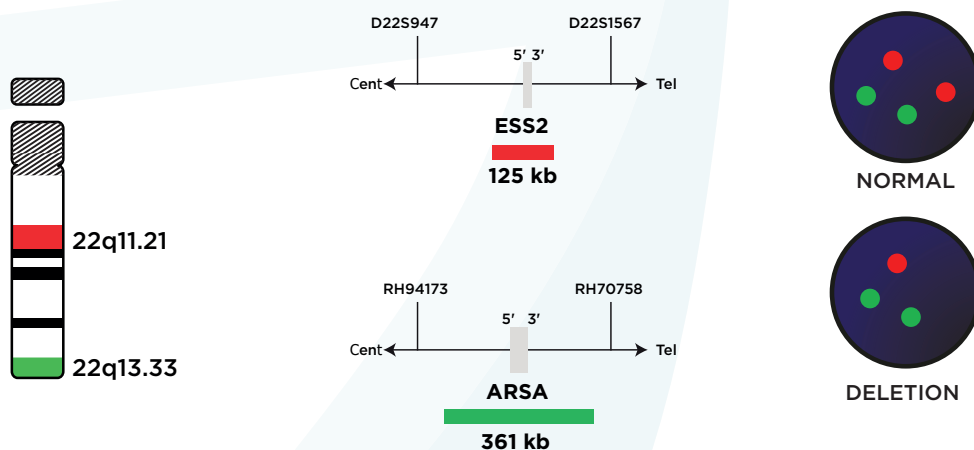 22q11.21
22q13.33
D22S947
D22S1567
5' 3'
Cent
Tel
ESS2
125 kb
RH94173
RH70758
5' 3'
Cent
Tel
ARSA
361 kb
NORMAL
DELETION